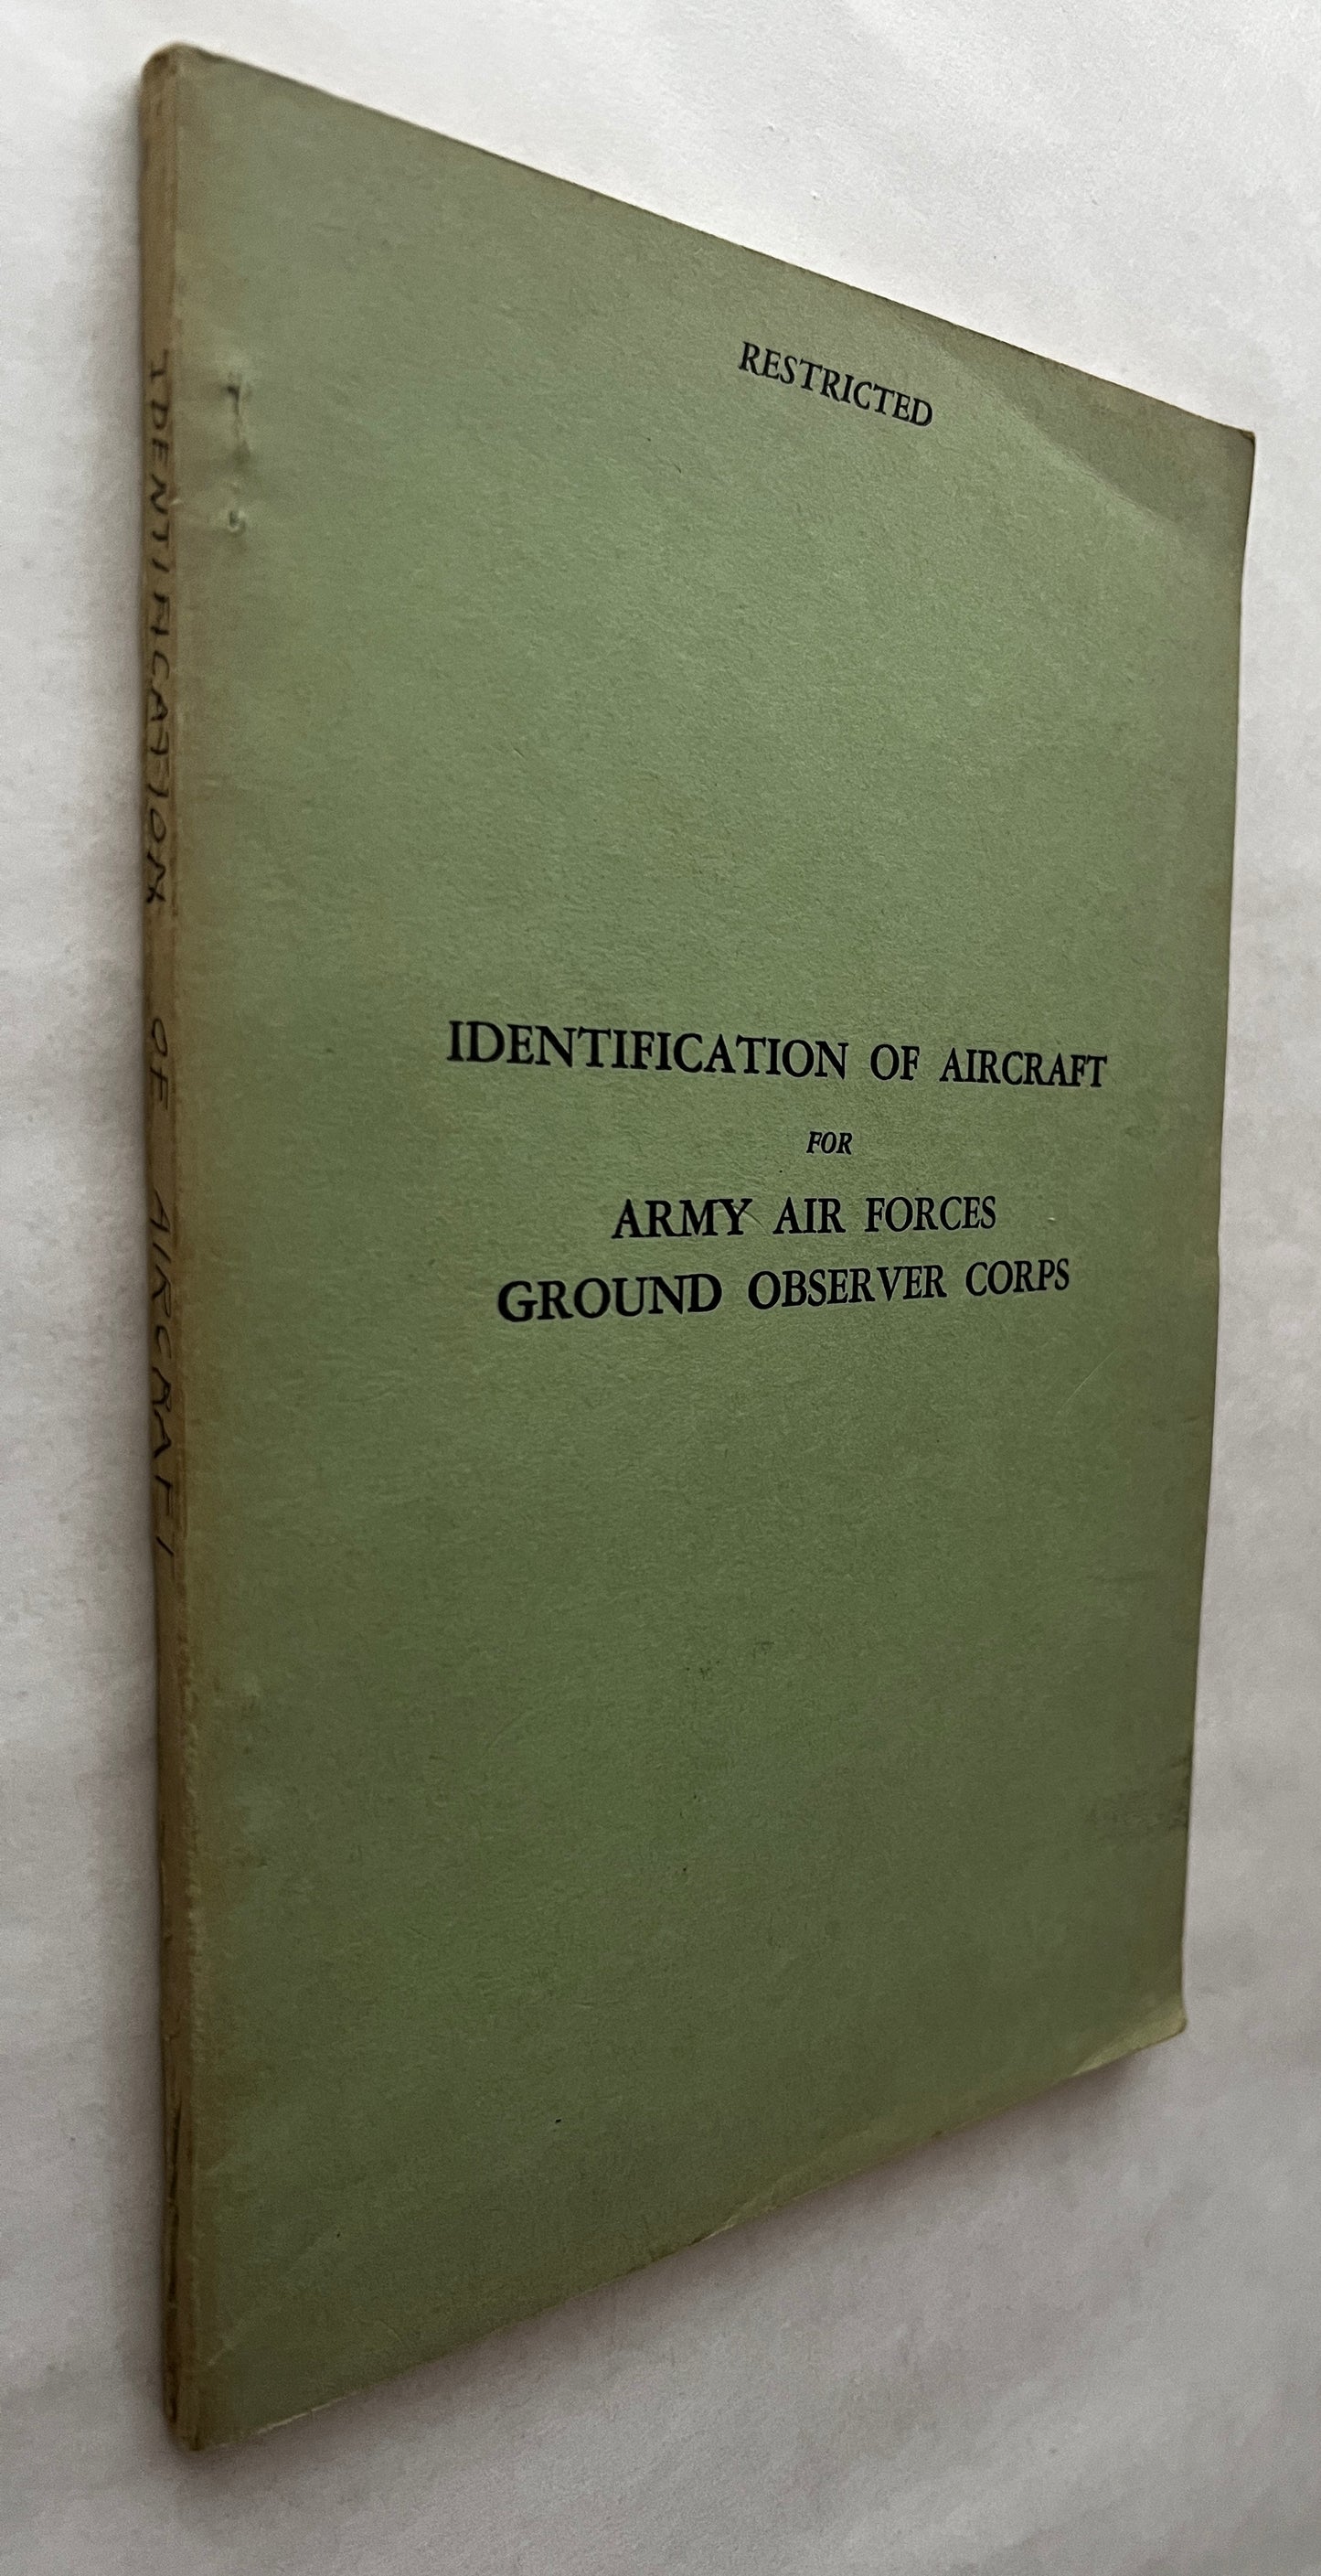 RESTRICTED
IDENTIFICATION OF AIRCRAFT
FOR
ARMY AIR FORCES
GROUND OBSERVER CORPS
IDENTIFICATION OF AIRCRAFT